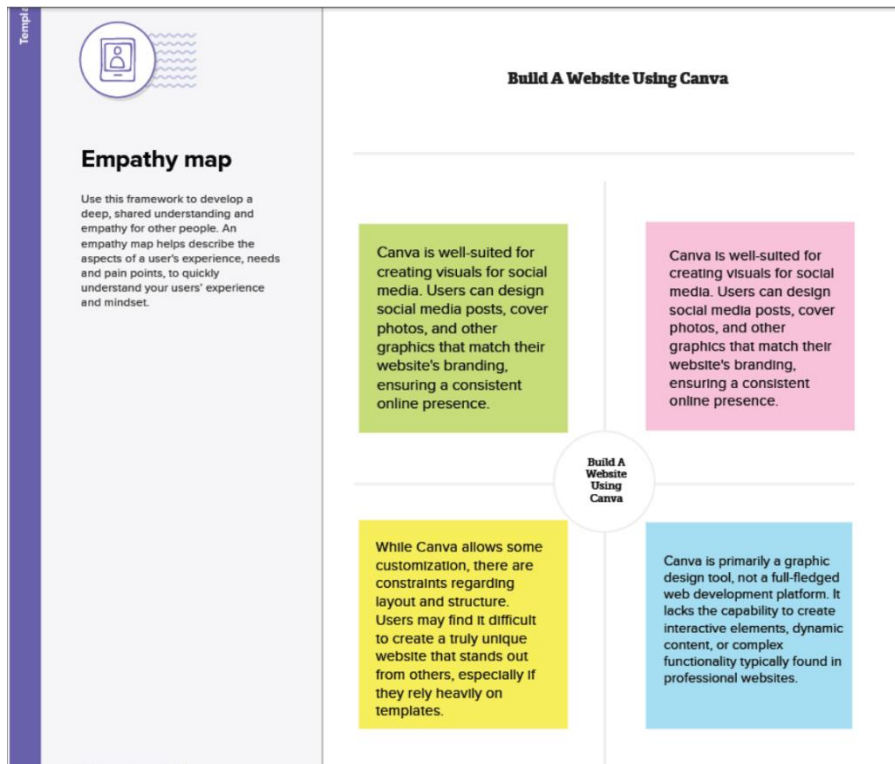 Build A Website Using Canva
Empathy map
Use this framework to develop a
deep, shared understanding and
empathy for other people. An
empathy map helps describe the
aspects of a user's experience, needs
and pain points, to quickly
understand your users' experience
and mindset.
Canva is well-suited for
creating visuals for social
media. Users can design
social media posts, cover
photos, and other
graphics that match their
website's branding,
ensuring a consistent
online presence.
Canva is well-suited for
creating visuals for social
media. Users can design
social media posts, cover
photos, and other
graphics that match their
website's branding,
ensuring a consistent
online presence.
Build A
Website
Using
Canva
While Canva allows some
customization, there are
constraints regarding
layout and structure.
Users may find it difficult
to create a truly unique
website that stands out
from others, especially if
they rely heavily on
templates.
Canva is primarily a graphic
design tool, not a full-fledged
web development platform. It
lacks the capability to create
interactive elements, dynamic
content, or complex
functionality typically found in
professional websites.